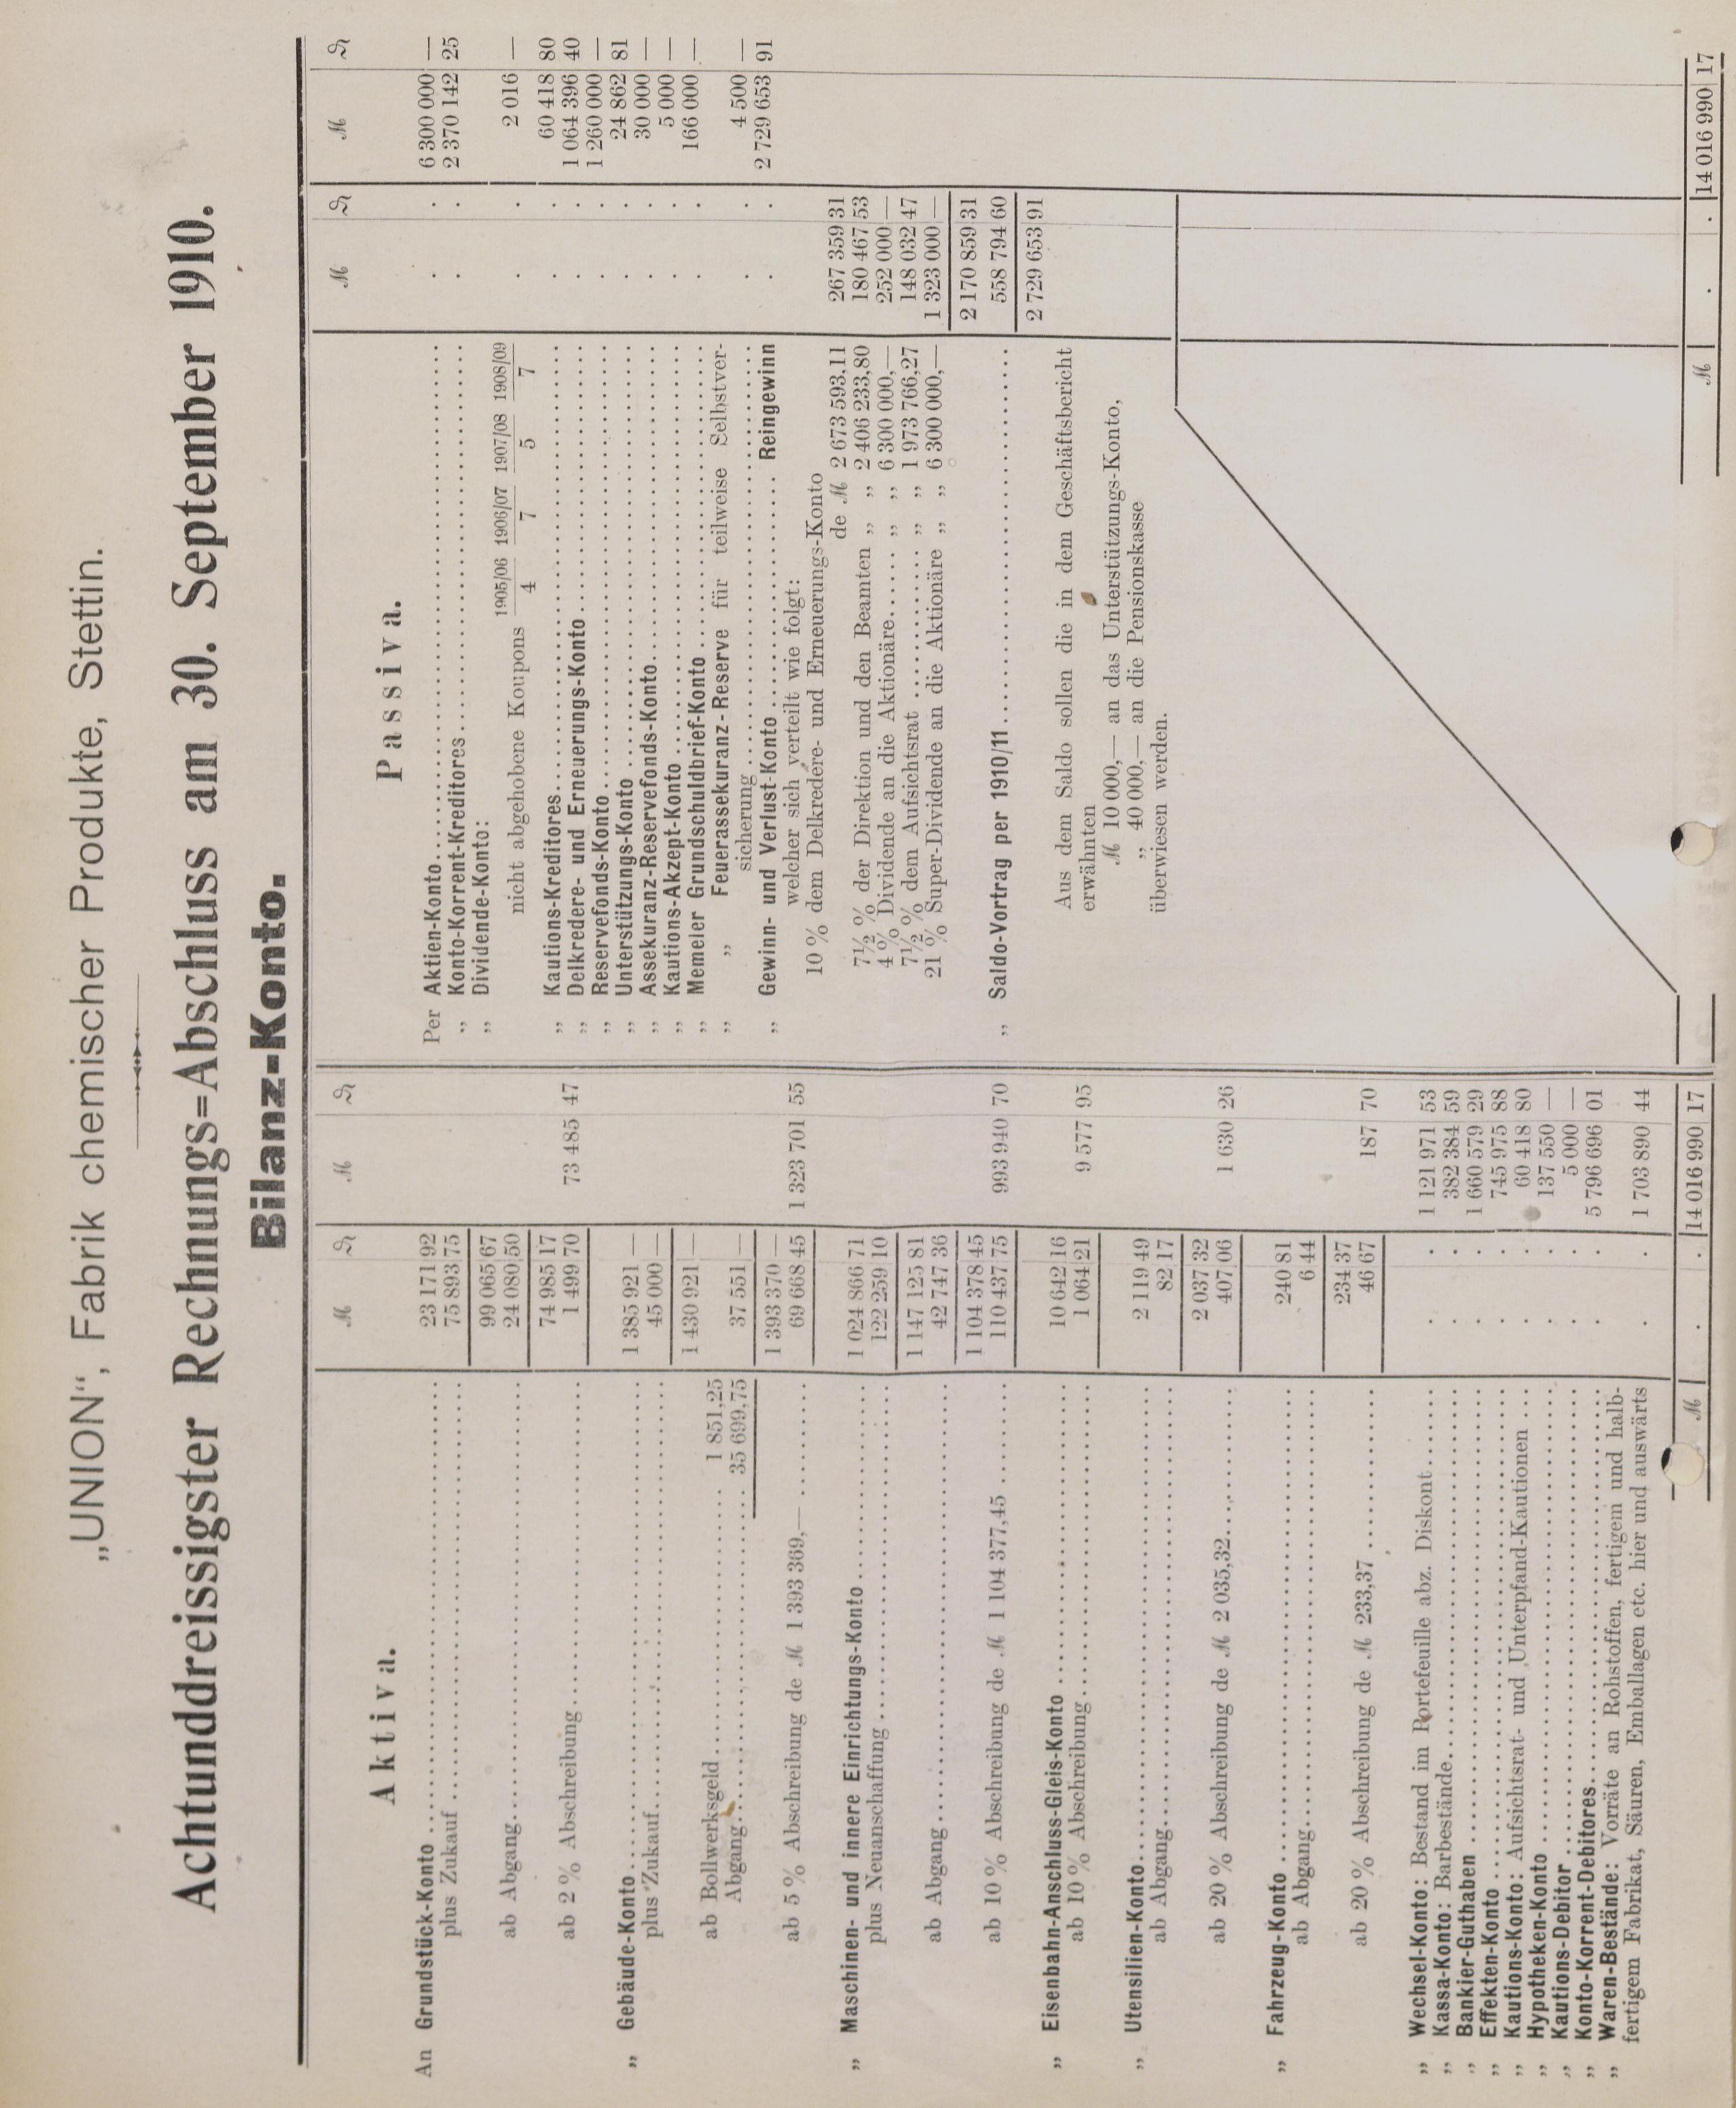 „UNION“, Fabrik chemischer Produkte, Stettin.
Achtundreissigster Rechnungs=Abschluss am 30. September 1910.
Bilanz-Konto.
Aktiva. ℳ ₰ ℳ ₰
An Grundstück-Konto 23 171 92
plus Zukauf 75 893 75
99 065 67
ab Abgang 24 080 50
74 985 17
ab 2 % Abschreibung 1 499 70 73 485 47
„ Gebäude-Konto 1 385 921 —
plus Zukauf 45 000 —
1 430 921 —
ab Bollwerksgeld 1 851,25
Abgang 35 699,75 37 551 —
1 393 370 —
ab 5 % Abschreibung de ℳ 1 393 369,— 69 668 45 1 323 701 55
„ Maschinen- und innere Einrichtungs-Konto 1 024 866 71
plus Neuanschaffung 122 259 10
1 147 125 81
ab Abgang 42 747 36
1 104 378 45
ab 10 % Abschreibung de ℳ 1 104 377,45 110 437 75 993 940 70
„ Eisenbahn-Anschluss-Gleis-Konto 10 642 16
ab 10 % Abschreibung 1 064 21 9 577 95
„ Utensilien-Konto 2 119 49
ab Abgang 82 17
2 037 32
ab 20 % Abschreibung de ℳ 2 035,32 407 06 1 630 26
„ Fahrzeug-Konto 240 81
ab Abgang 6 44
234 37
ab 20 % Abschreibung de ℳ 233,37 46 67 187 70
„ Wechsel-Konto: Bestand im Portefeuille abz. Diskont 1 121 971 53
„ Kassa-Konto: Barbestände 382 384 59
„ Bankier-Guthaben 1 660 579 29
„ Effekten-Konto 745 975 88
„ Kautions-Konto: Aufsichtsrat- und Unterpfand-Kautionen 60 418 80
„ Hypotheken-Konto 137 550 —
„ Kautions-Debitor 5 000 —
„ Konto-Korrent-Debitores 5 796 696 01
„ Waren-Bestände: Vorräte an Rohstoffen, fertigem und halb-
fertigem Fabrikat, Säuren, Emballagen etc. hier und auswärts 1 703 890 44
ℳ 14 016 990 17
Passiva. ℳ ₰ ℳ ₰
Per Aktien-Konto 6 300 000 —
„ Konto-Korrent-Kreditores 2 370 142 25
„ Dividende-Konto:
1905/06 1906/07 1907/08 1908/09
nicht abgehobene Koupons 4 7 5 7 2 016 —
„ Kautions-Kreditores 60 418 80
„ Delkredere- und Erneuerungs-Konto 1 064 396 40
„ Reservefonds-Konto 1 260 000 —
„ Unterstützungs-Konto 24 862 81
„ Assekuranz-Reservefonds-Konto 30 000 —
„ Kautions-Akzept-Konto 5 000 —
„ Memeler Grundschuldbrief-Konto 166 000 —
„ „ Feuerassekuranz-Reserve für teilweise Selbstver-
sicherung 4 500 —
„ Gewinn- und Verlust-Konto Reingewinn 2 729 653 91
welcher sich verteilt wie folgt:
10 % dem Delkredere- und Erneuerungs-Konto
de ℳ 2 673 593,11 267 359 31
7½ % der Direktion und den Beamten „ „ 2 406 233,80 180 467 53
4 % Dividende an die Aktionäre „ „ 6 300 000,— 252 000 —
7½ % dem Aufsichtsrat „ „ 1 973 766,27 148 032 47
21 % Super-Dividende an die Aktionäre „ „ 6 300 000,— 1 323 000 —
2 170 859 31
„ Saldo-Vortrag per 1910/11 558 794 60
2 729 653 91
Aus dem Saldo sollen die in dem Geschäftsbericht
erwähnten
ℳ 10 000,— an das Unterstützungs-Konto,
„ 40 000,— an die Pensionskasse
überwiesen werden.
ℳ 14 016 990 17